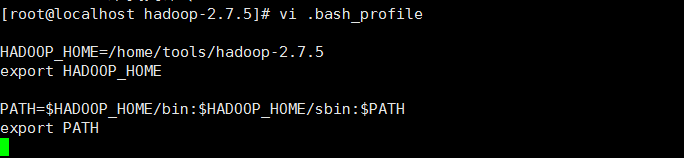 [root@localhost hadoop-2.7.5]# vi .bash_profile
HADOOP_HOME=/home/tools/hadoop-2.7.5
export HADOOP_HOME
PATH=$HADOOP_HOME/bin:$HADOOP_HOME/sbin:$PATH
export PATH